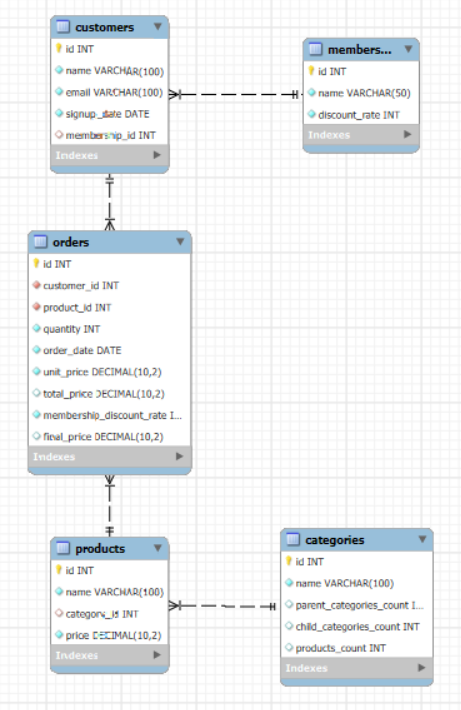 customers
id INT
name VARCHAR(100)
email VARCHAR(100)
signup_date DATE
membership_id INT
Indexes
members...
id INT
name VARCHAR(50)
discount_rate INT
Indexes
orders
id INT
customer_id INT
product_id INT
quantity INT
order_date DATE
unit_price DECIMAL(10,2)
total_price DECIMAL(10,2)
membership_discount_rate I...
final_price DECIMAL(10,2)
Indexes
products
id INT
name VARCHAR(100)
category_id INT
price DECIMAL(10,2)
Indexes
categories
id INT
name VARCHAR(100)
parent_categories_count I...
child_categories_count INT
products_count INT
Indexes